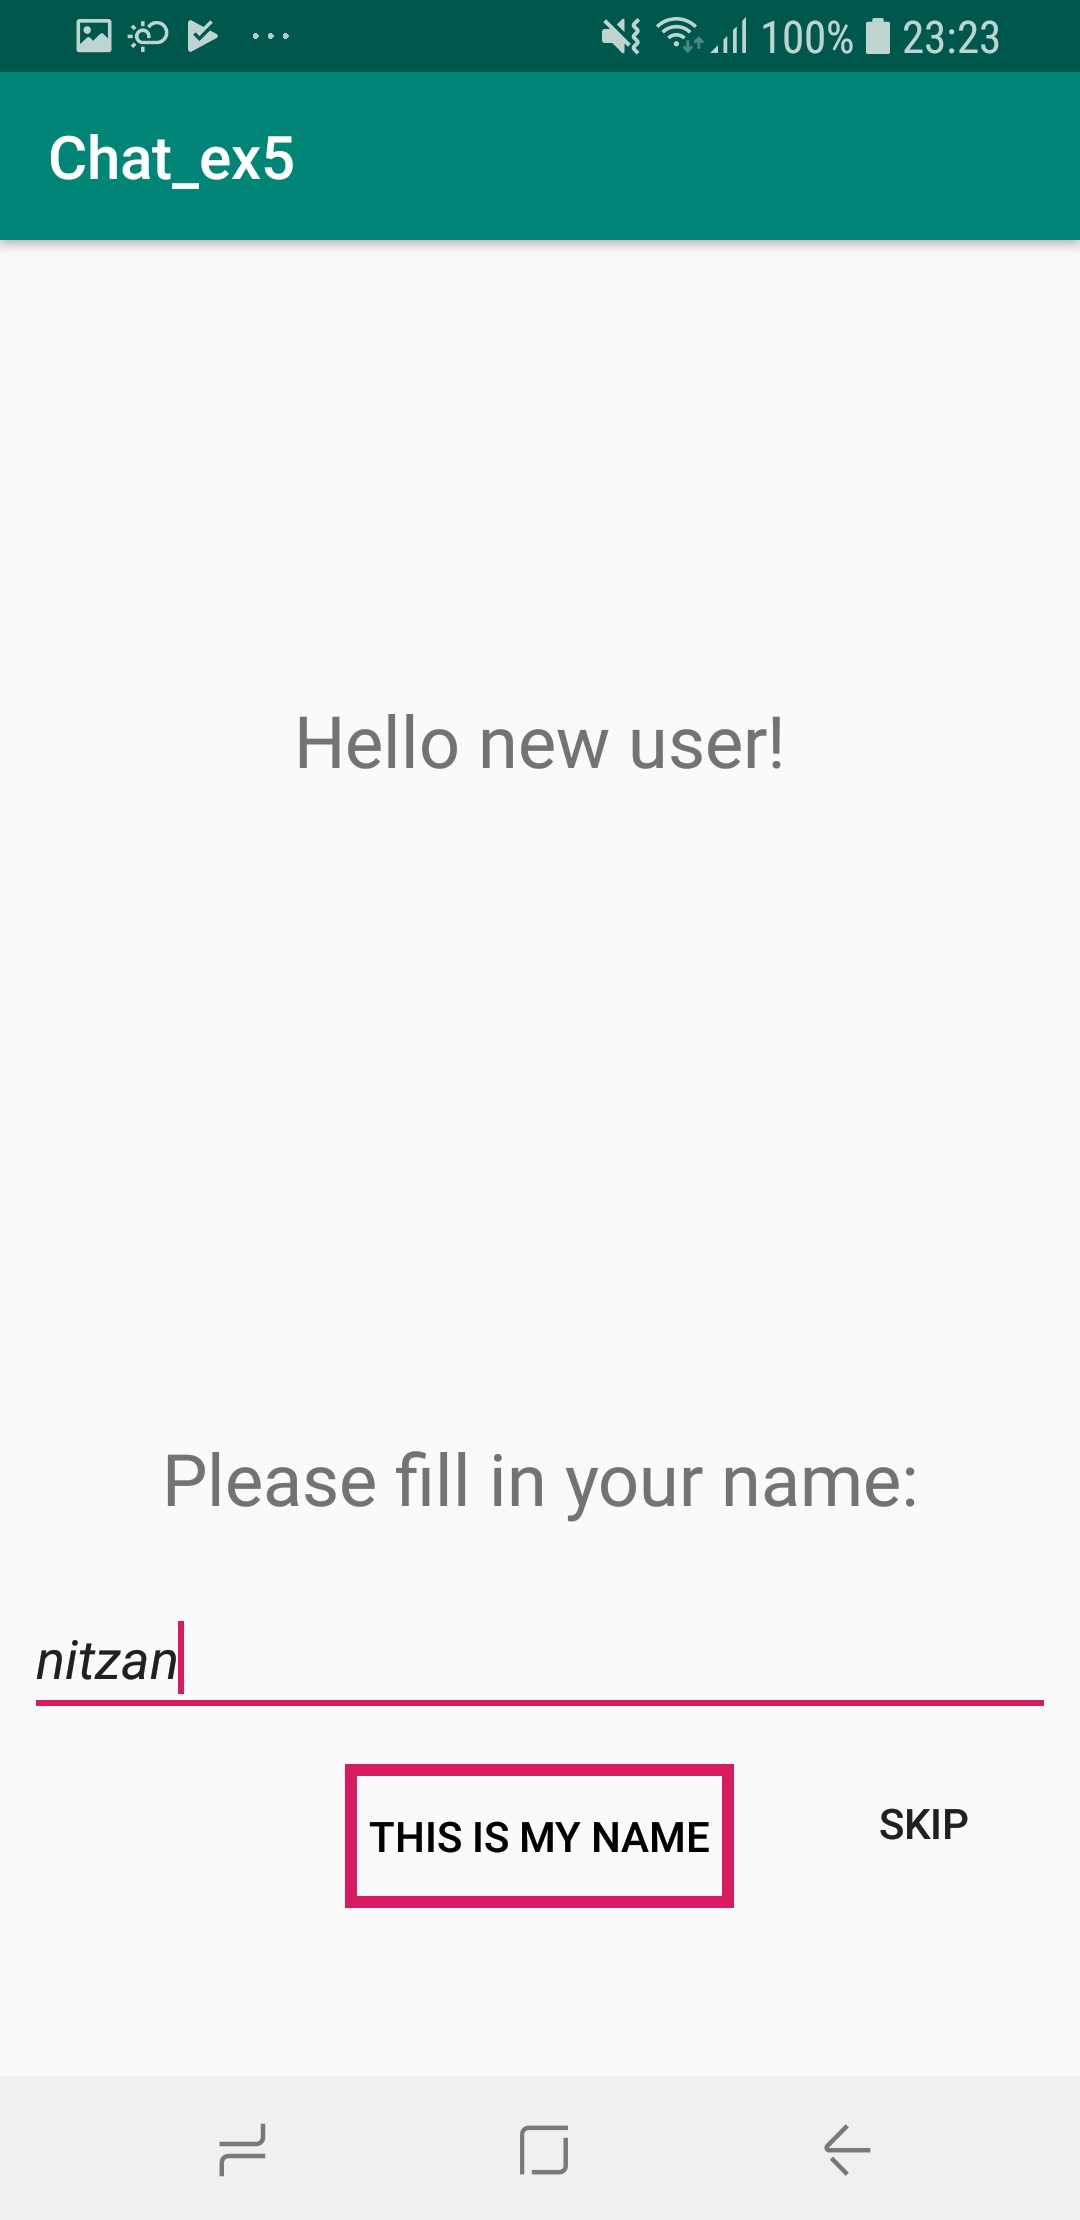 100% 23:23
Chat_ex5
Hello new user!
Please fill in your name:
nitzan
THIS IS MY NAME
SKIP